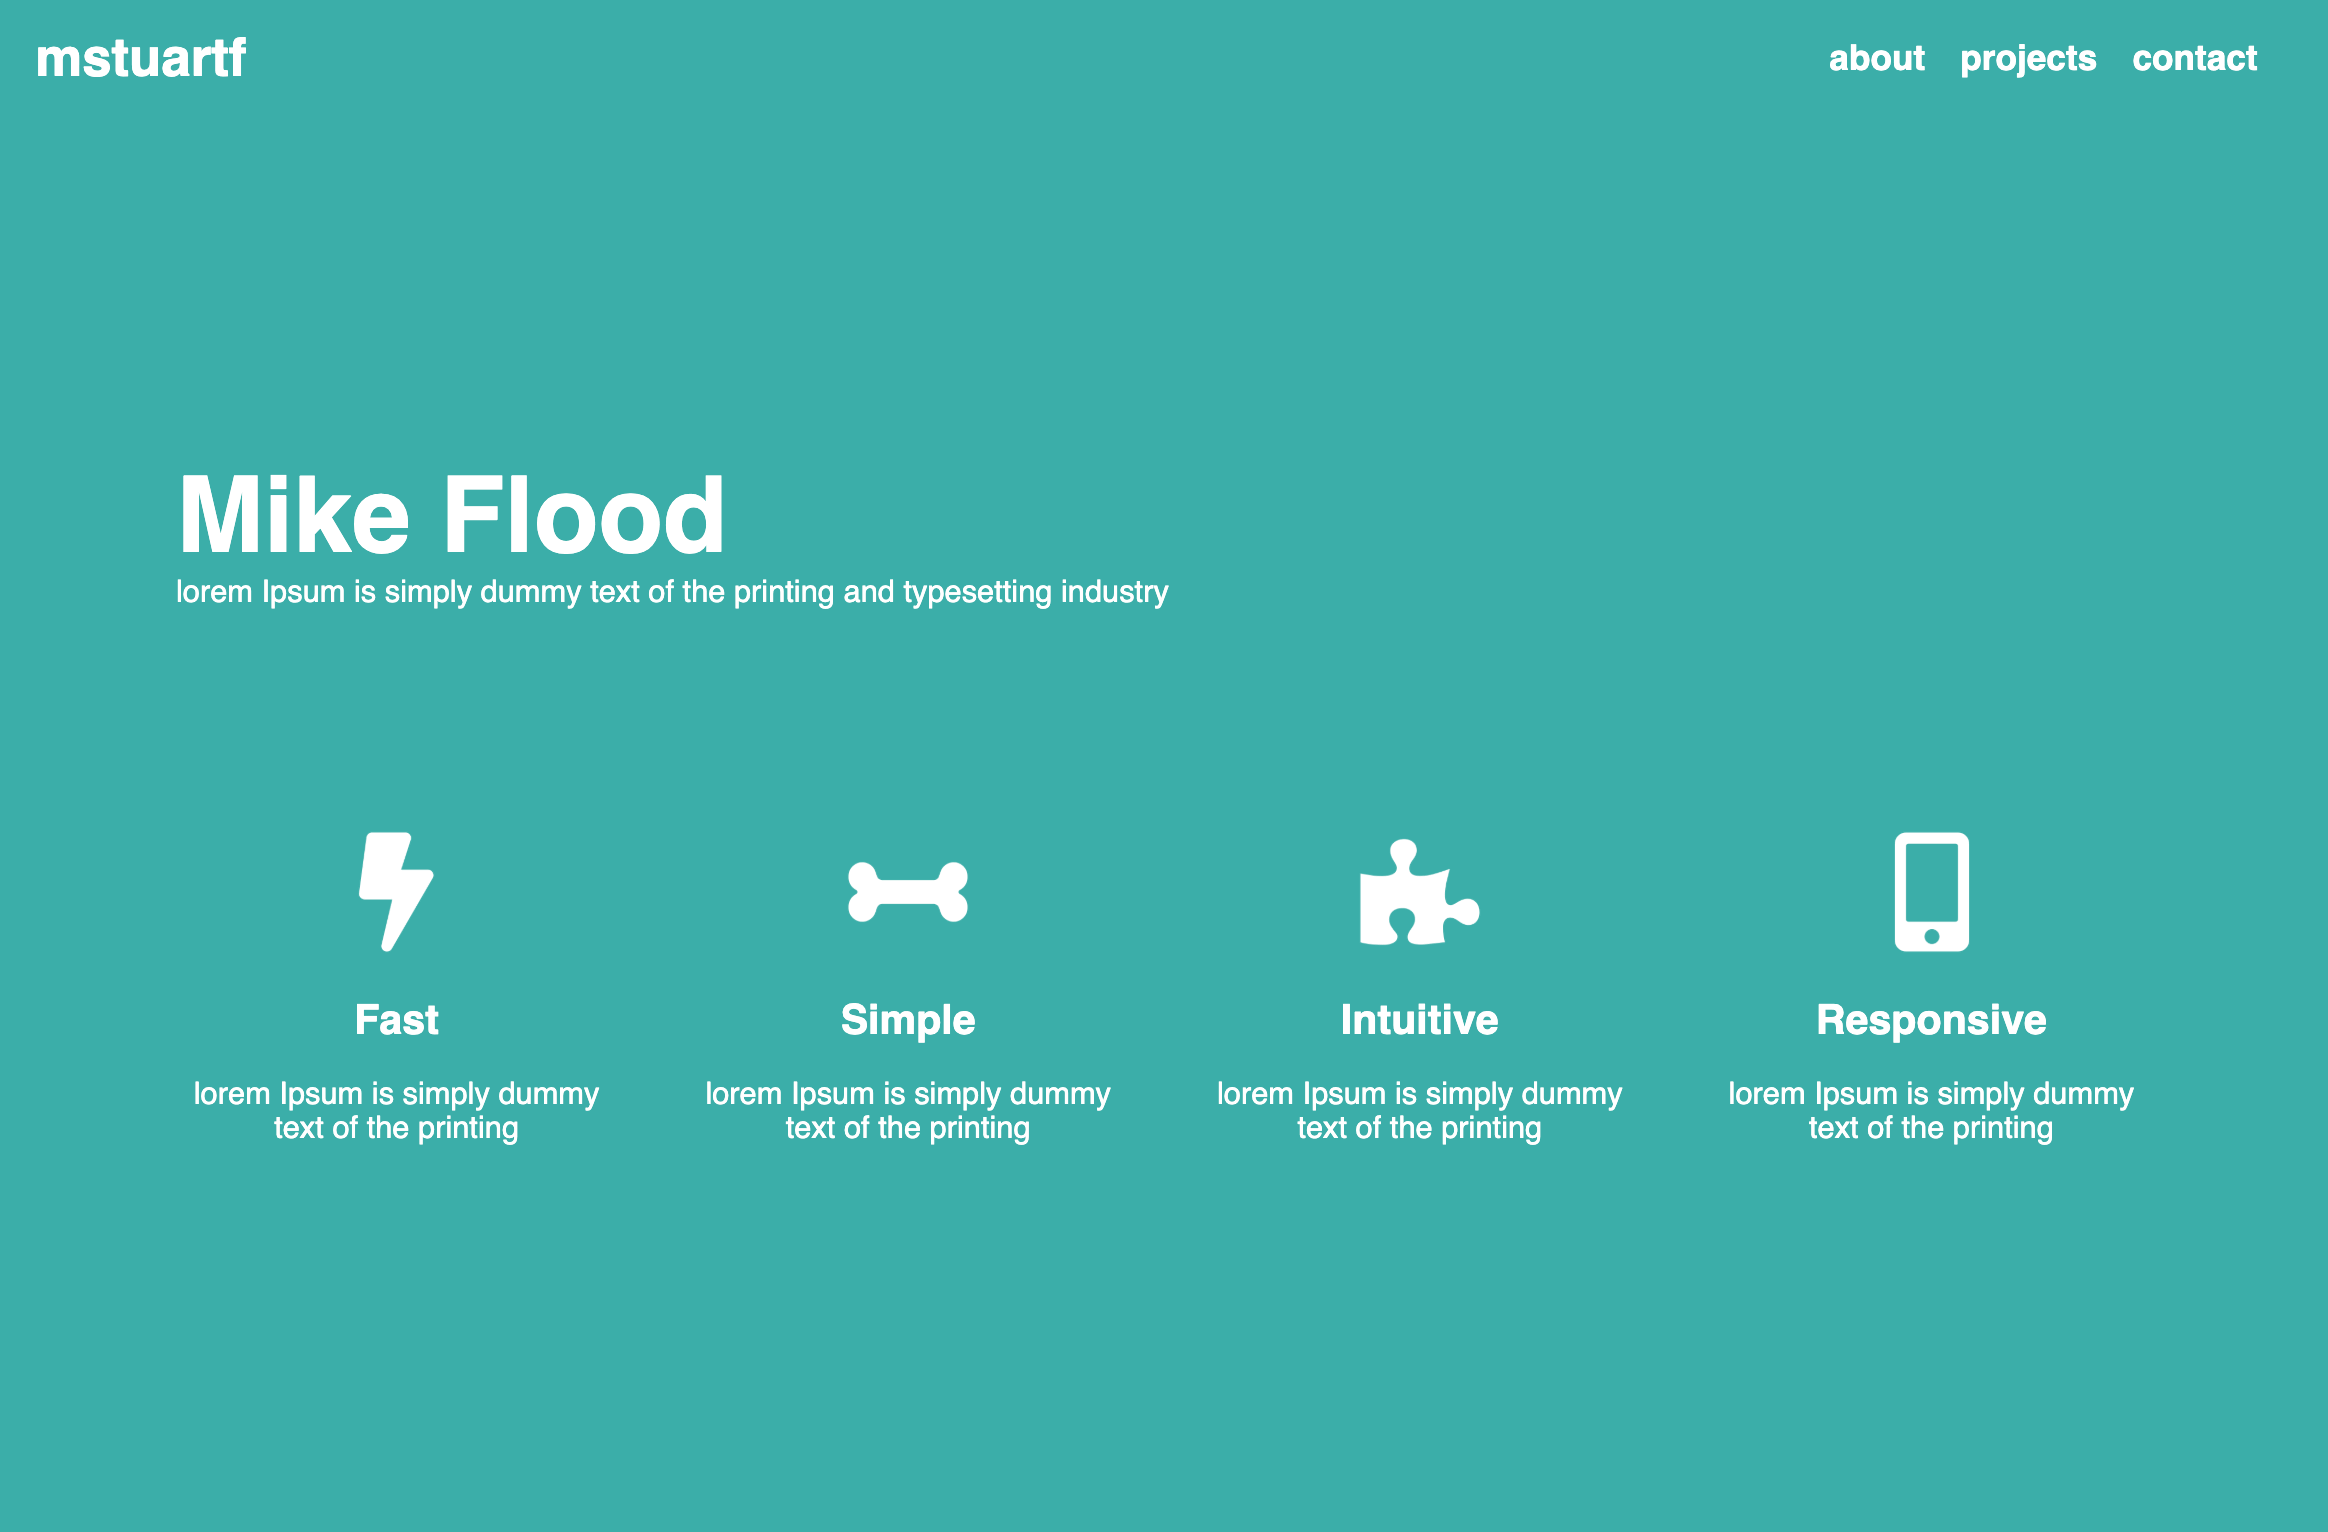 mstuartf
about projects contact
Mike Flood
lorem Ipsum is simply dummy text of the printing and typesetting industry
Fast
lorem Ipsum is simply dummy
text of the printing
Simple
lorem Ipsum is simply dummy
text of the printing
Intuitive
lorem Ipsum is simply dummy
text of the printing
Responsive
lorem Ipsum is simply dummy
text of the printing